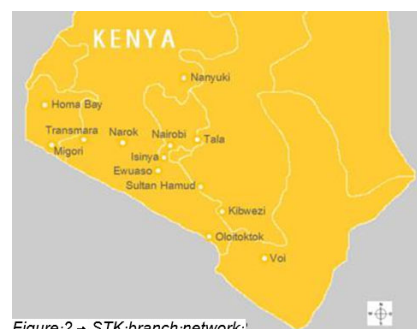 KENYA
Nanyuki
Homa Bay
Transmara
Narok
Nairobi
Tala
Migori
Isinya
Ewuaso
Sultan Hamud
Kibwezi
Oloitoktok
Voi
Figure·2→ STK·branch·network·